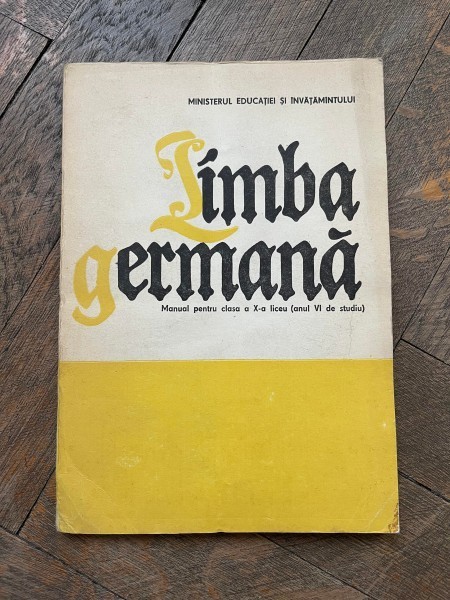 MINISTERUL EDUCAȚIEI ȘI ÎNVĂȚĂMÎNTULUI
Limba
germană
Manual pentru clasa a X-a liceu (anul VI de studiu)